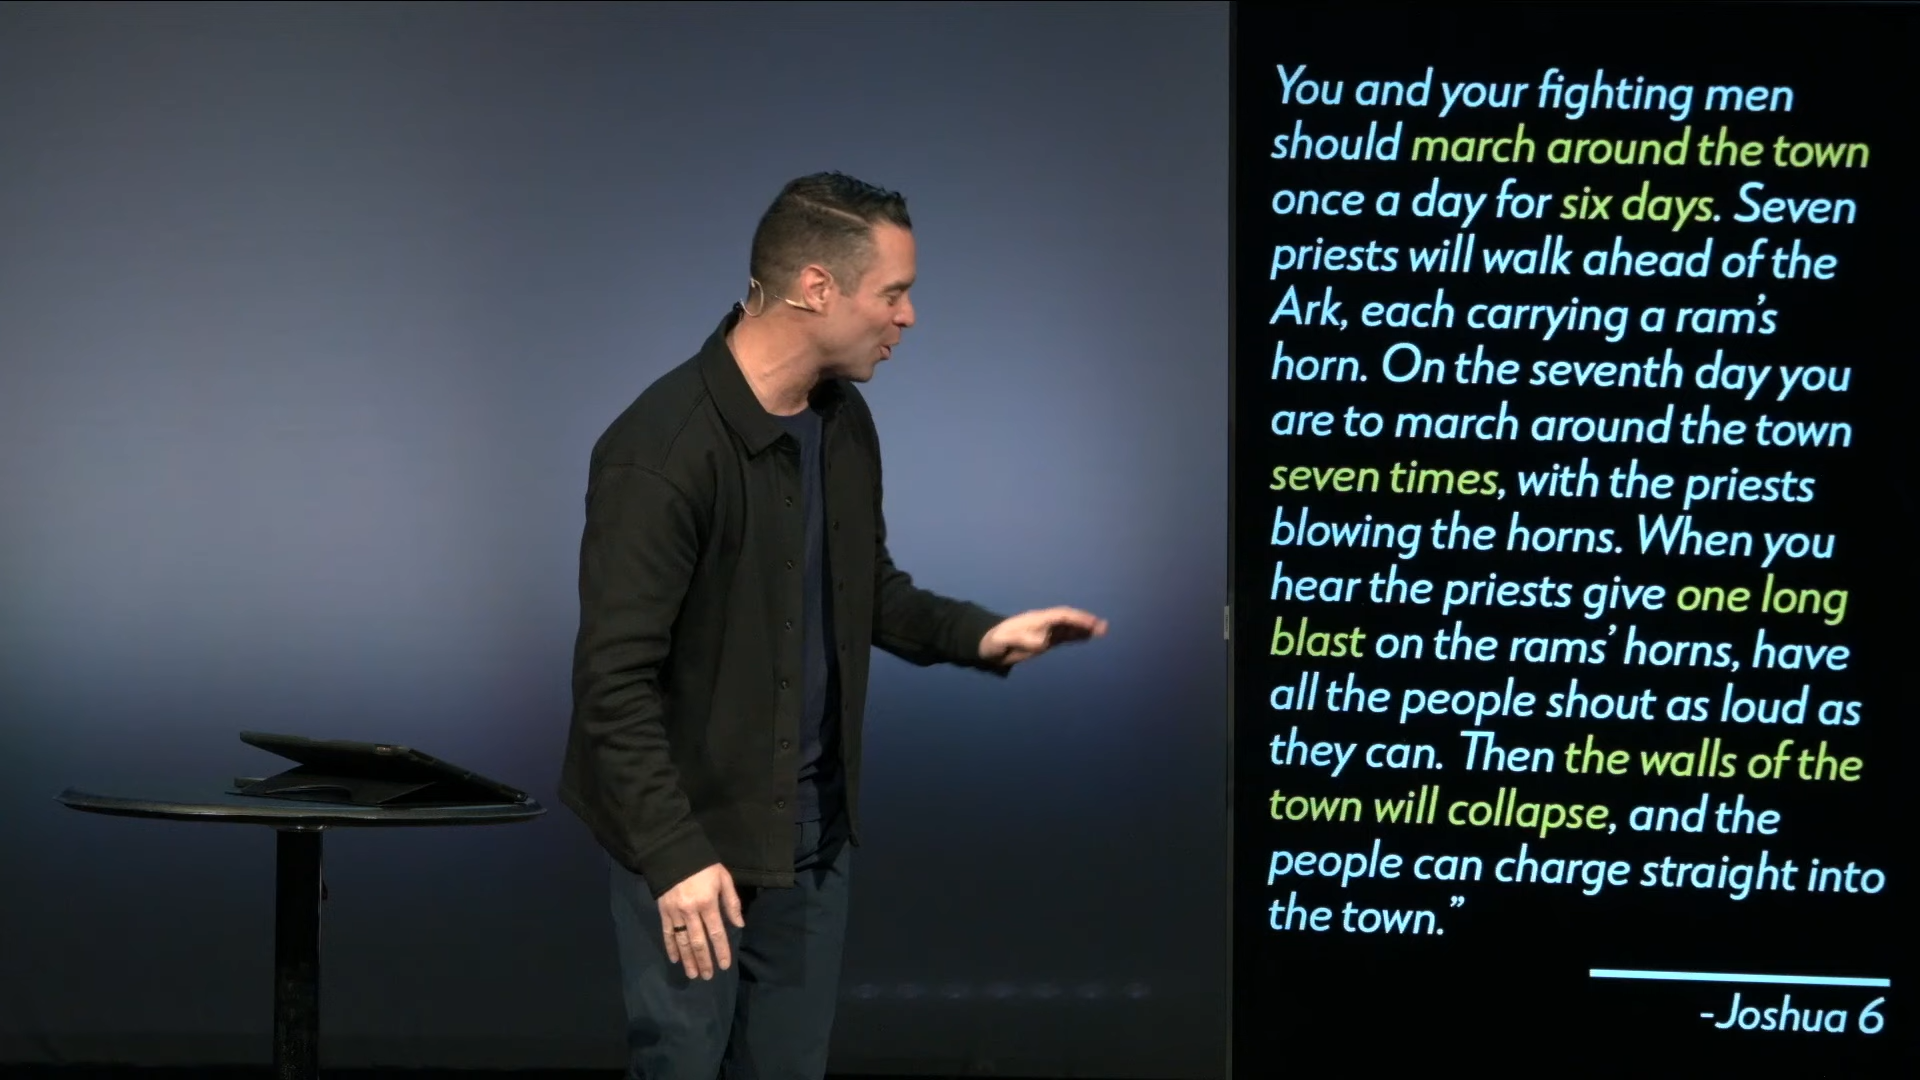 You and your fighting men
should march around the town
once a day for six days. Seven
priests will walk ahead of the
Ark, each carrying a ram's
horn. On the seventh day you
are to march around the town
seven times, with the priests
blowing the horns. When you
hear the priests give one long
blast on the rams' horns, have
all the people shout as loud as
they can. Then the walls of the
town will collapse, and the
people can charge straight into
the town.”
-Joshua 6